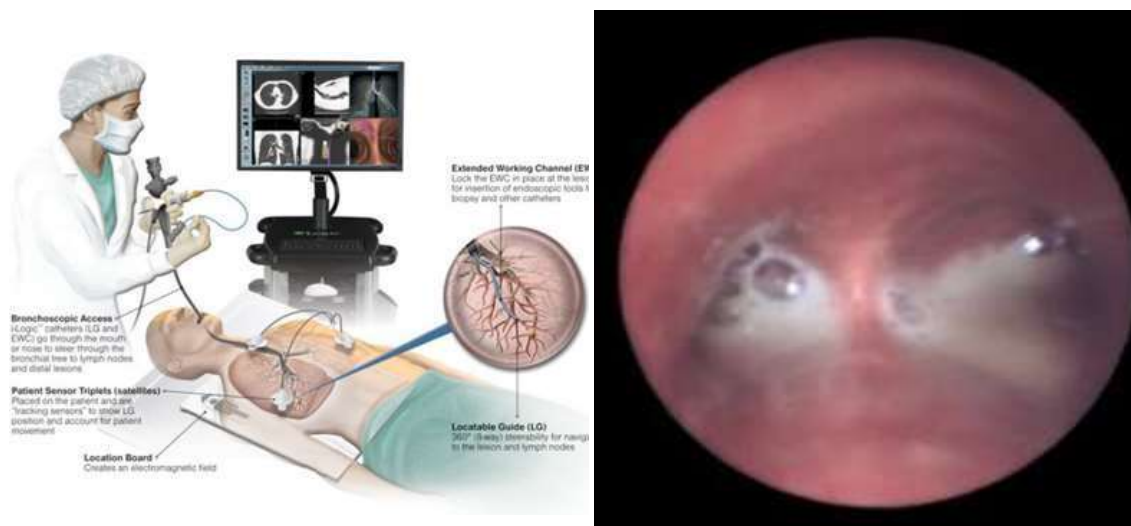 Extended Working Channel (EW
Lock the EWC in place at the lesio
for insertion of endoscopic tools f
biopsy and other catheters
Bronchoscopic Access
i-Logic™ catheters (LG and
EWC) go through the mouth
or nose to steer through the
bronchial tree to lymph nodes
and distal lesions
Patient Sensor Triplets (satellites)
Placed on the patient and are
"tracking sensors" to show LG
position and account for patient
movement
Location Board
Creates an electromagnetic field
Locatable Guide (LG)
360° (8-way) steerability for naviga
to the lesion and lymph nodes